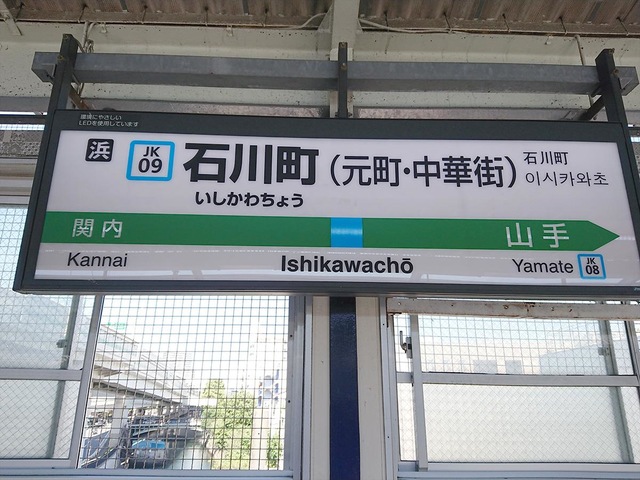 環境にやさしい
LEDを使用しています
浜 JK 09 石川町 (元町・中華街) 石川町
いしかわちょう 이시카와초
関内 山手
Kannai Ishikawachō Yamate JK 08